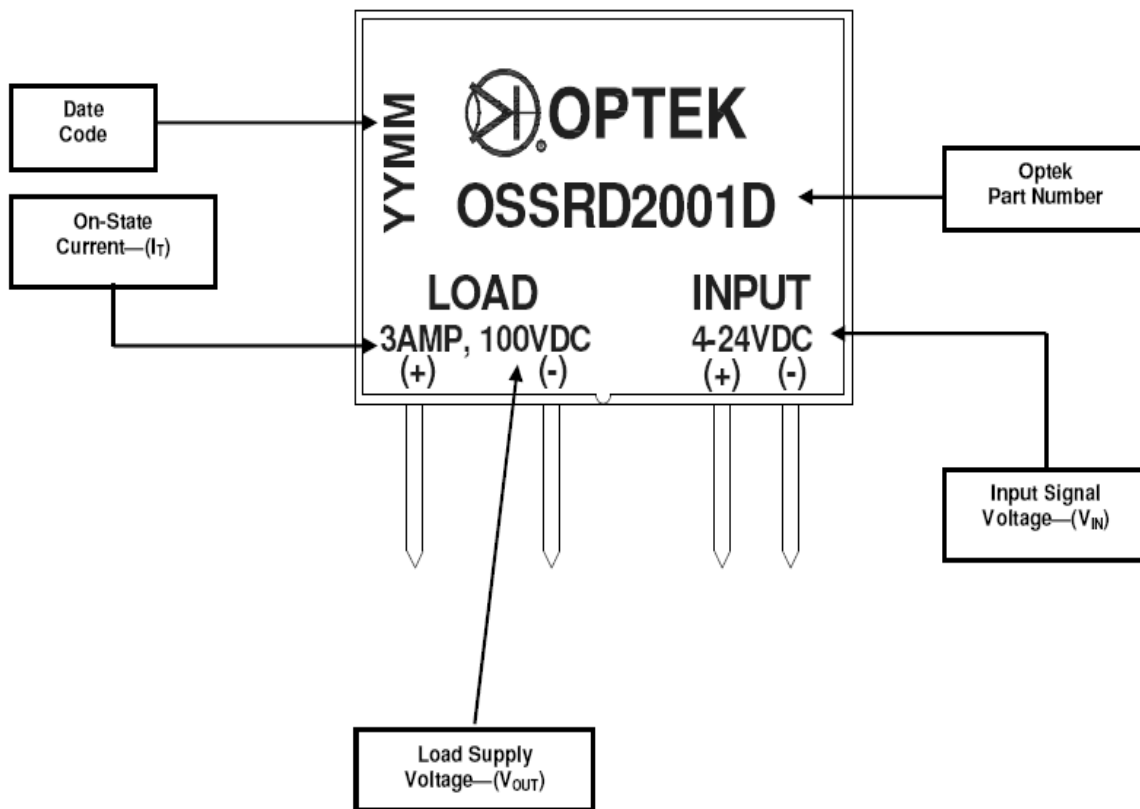 Date
Code
On-State
Current—(IT)
YYMM
OPTEK
®
OSSRD2001D
LOAD
INPUT
3AMP, 100VDC
4-24VDC
(+)
(-)
(+)
(-)
Optek
Part Number
Input Signal
Voltage—(VIN)
Load Supply
Voltage—(VOUT)